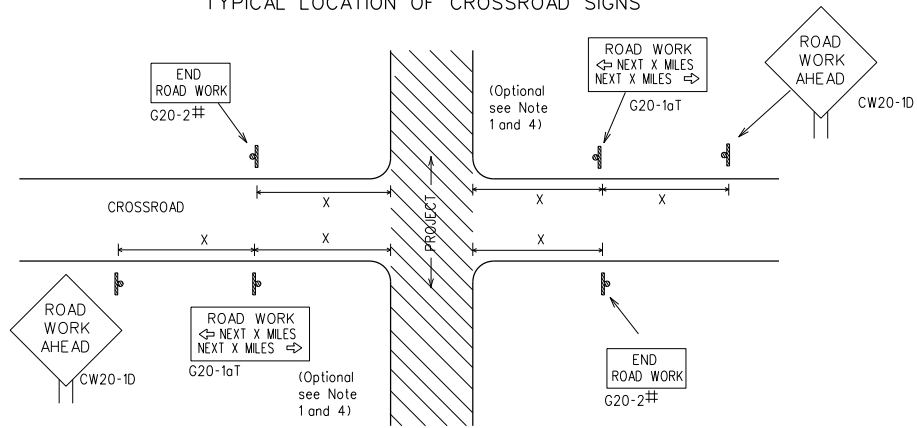 TYPICAL LOCATION OF CROSSROAD SIGNS
END
ROAD WORK
G20-2#
(Optional
see Note
1 and 4)
ROAD WORK
⇦ NEXT X MILES
NEXT X MILES ⇨
G20-1aT
ROAD
WORK
AHEAD
CW20-1D
CROSSROAD
X
X
X
PROJECT
X
X
X
ROAD
WORK
AHEAD
CW20-1D
ROAD WORK
⇦ NEXT X MILES
NEXT X MILES ⇨
G20-1aT
(Optional
see Note
1 and 4)
END
ROAD WORK
G20-2#